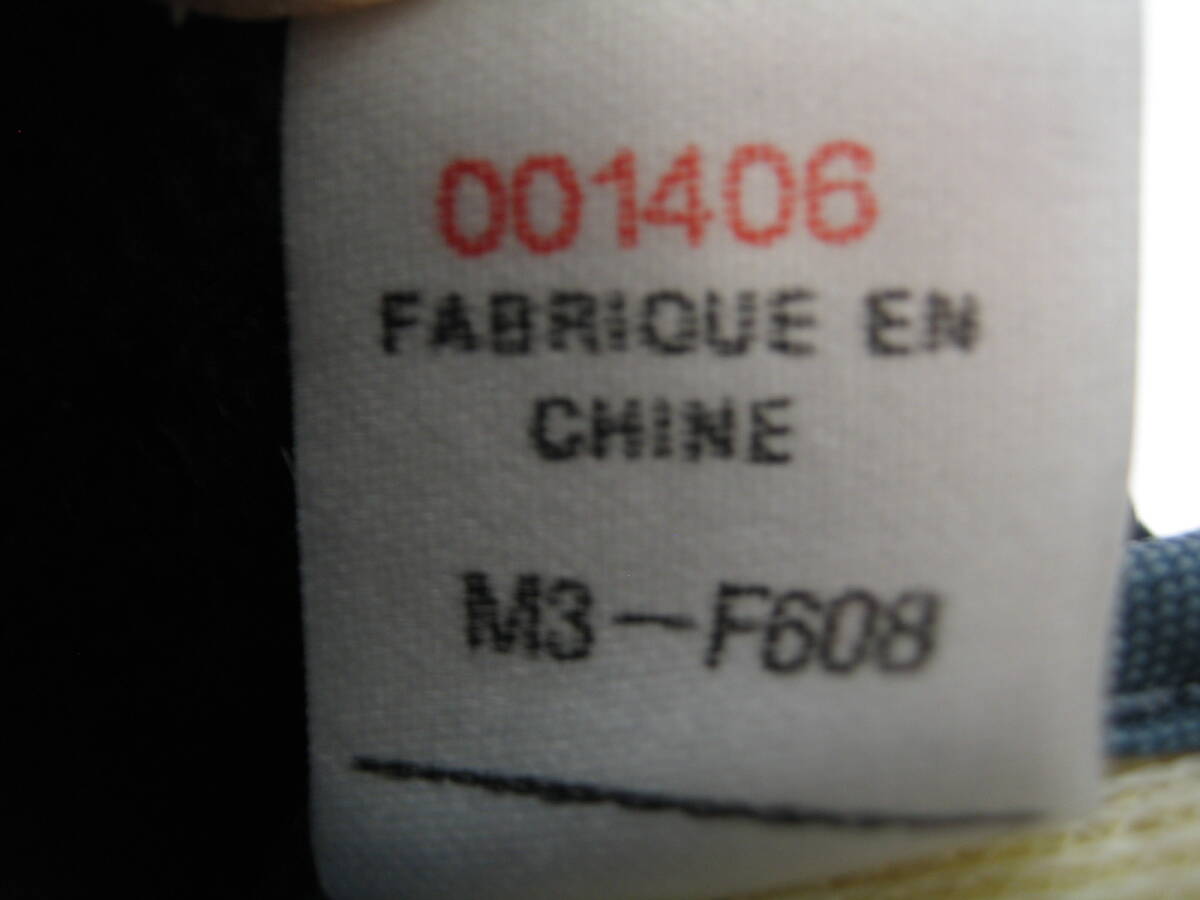 001406
FABRIQUE EN
CHINE
M3-F608